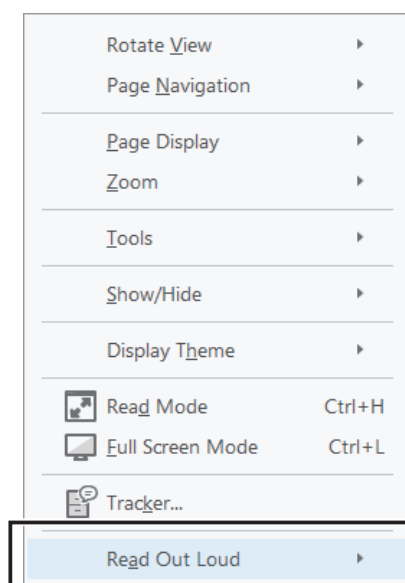 Rotate View
Page Navigation
Page Display
Zoom
Tools
Show/Hide
Display Theme
Read Mode Ctrl+H
Full Screen Mode Ctrl+L
Tracker...
Read Out Loud